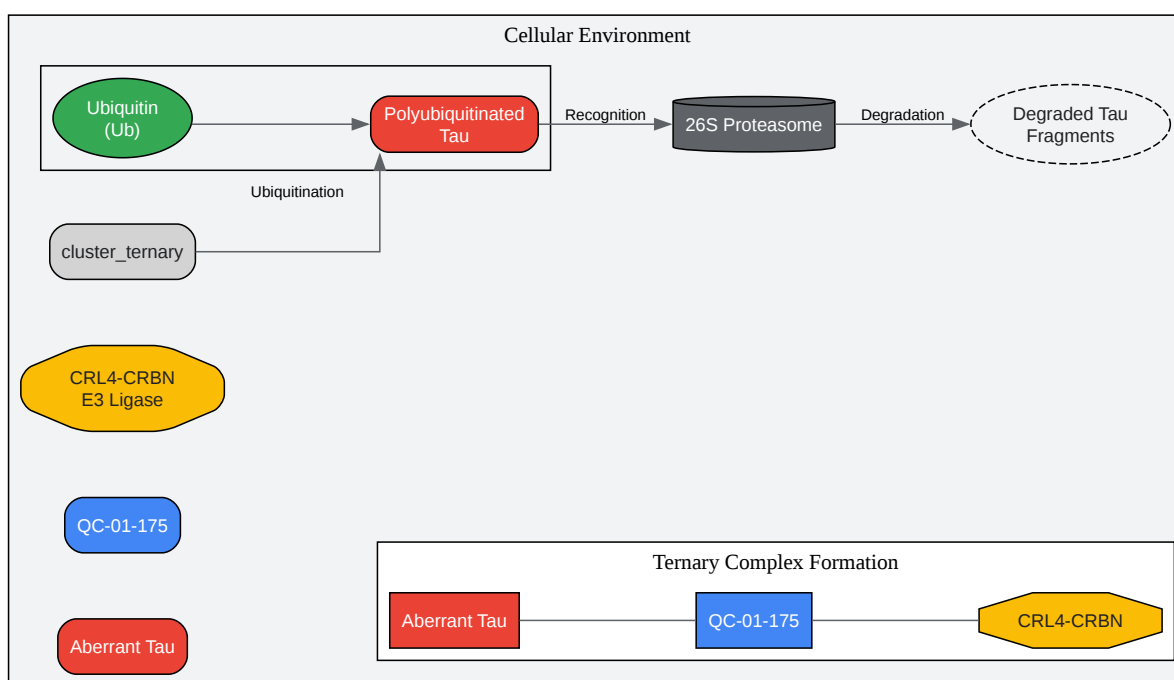 Cellular Environment
Ubiquitin
(Ub)
Polyubiquitinated
Tau
Recognition
26S Proteasome
Degradation
Degraded Tau
Fragments
Ubiquitination
cluster_ternary
CRL4-CRBN
E3 Ligase
QC-01-175
Aberrant Tau
Ternary Complex Formation
Aberrant Tau
QC-01-175
CRL4-CRBN